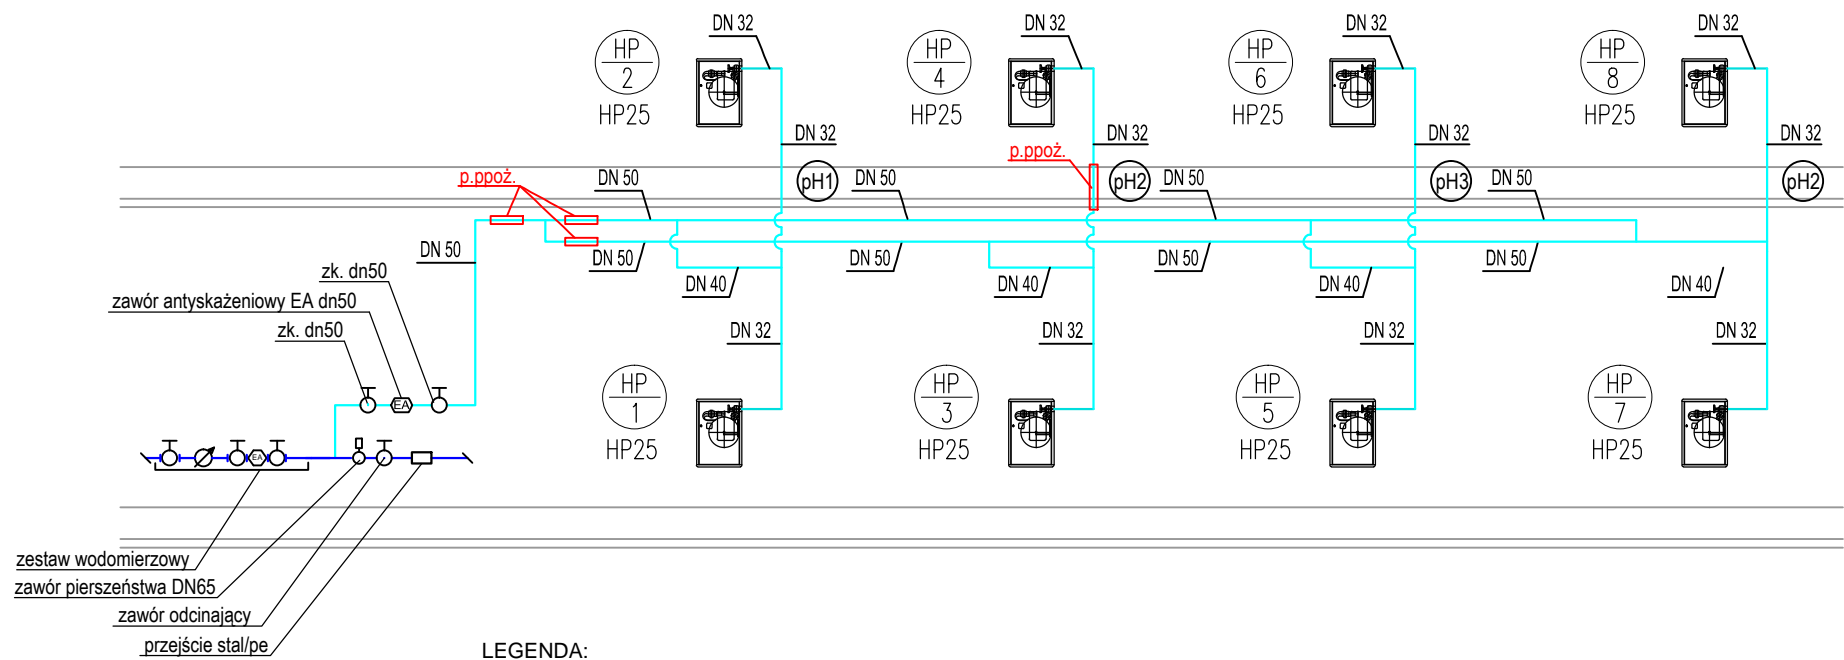 DN 32
DN 32
DN 32
DN 32
HP
2
HP25
HP
4
HP25
HP
6
HP25
HP
8
HP25
DN 32
DN 32
DN 32
DN 32
p.ppoż.
p.ppoż.
pH1
pH2
pH3
pH2
DN 50
DN 50
DN 50
DN 50
DN 50
DN 50
DN 50
DN 50
DN 50
DN 40
DN 40
DN 40
DN 40
zk. dn50
zawór antyskażeniowy EA dn50
zk. dn50
DN 32
DN 32
DN 32
DN 32
HP
1
HP25
HP
3
HP25
HP
5
HP25
HP
7
HP25
EA
EA
zestaw wodomierzowy
zawór pierszeństwa DN65
zawór odcinający
przejście stal/pe
LEGENDA: